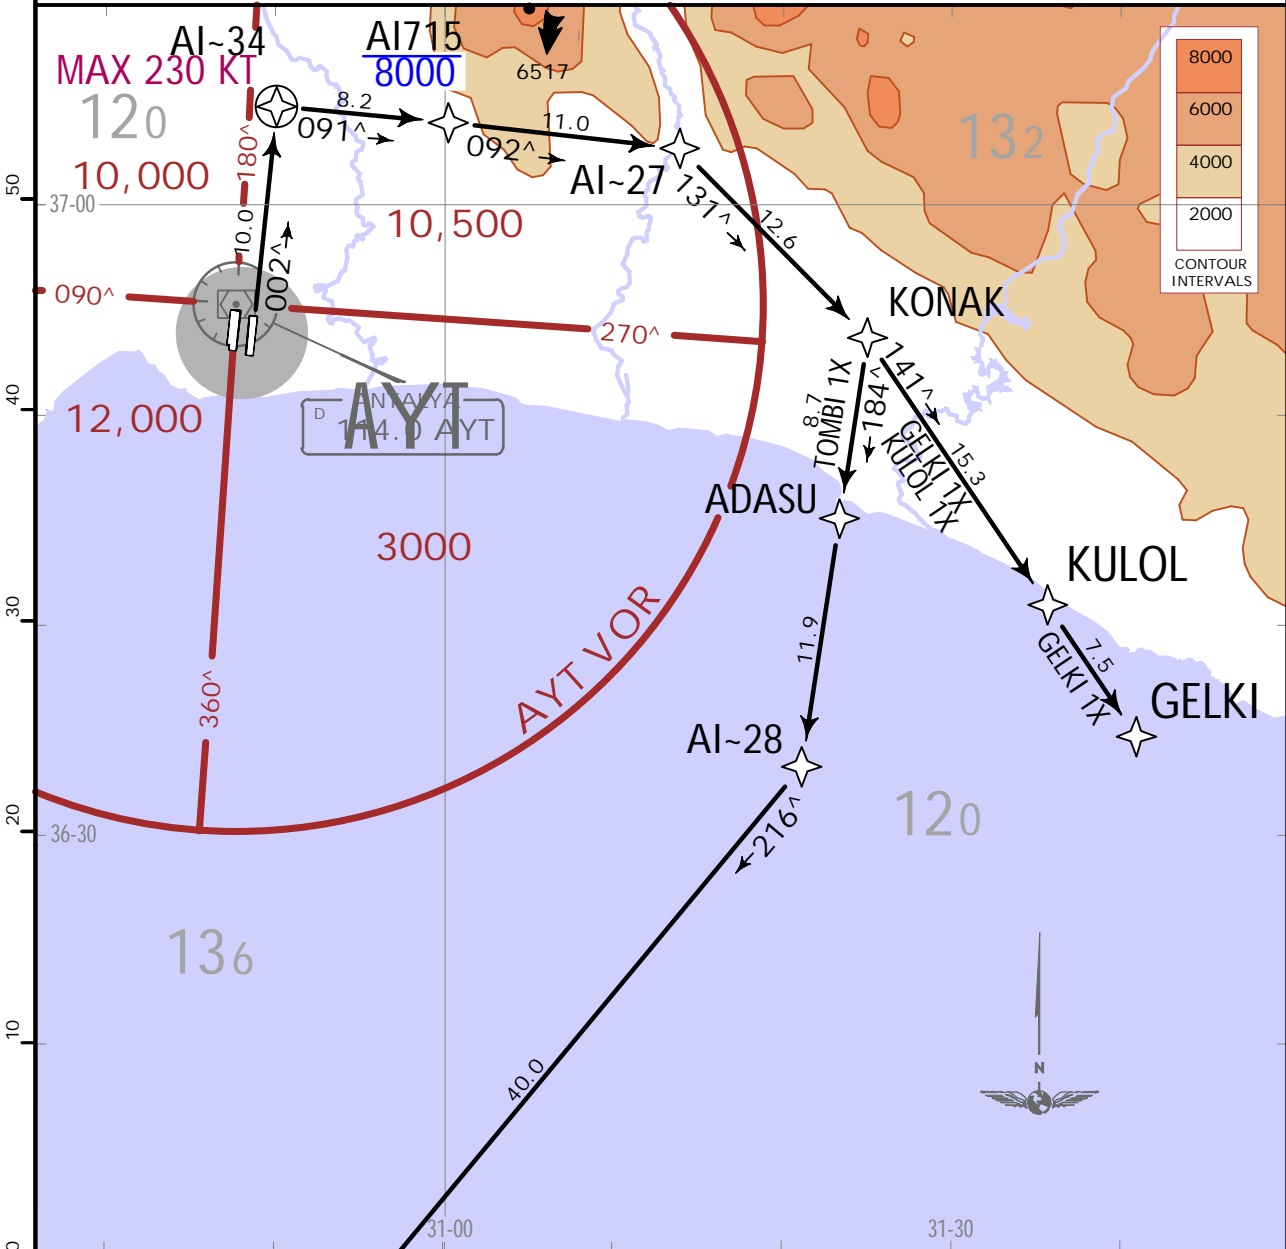 AI~34
MAX 230 KT
AI715
8000
6517
120
132
8000
6000
4000
2000
CONTOUR
INTERVALS
8.2
091^
11.0
092^
AI~27
180^
10,000
10.0
002^
50
37-00
10,500
131^
12.6
090^
270^
KONAK
40
12,000
ANTALYA
D
114.0 AYT
AYT
8.7
TOMBI 1X
184^
141^
GELKI 1X
KULOL 1X
15.3
ADASU
3000
KULOL
30
AYT VOR
11.9
7.5
GELKI 1X
GELKI
360^
AI~28
216^
120
20
36-30
136
10
40.0
N
31-00
31-30
0